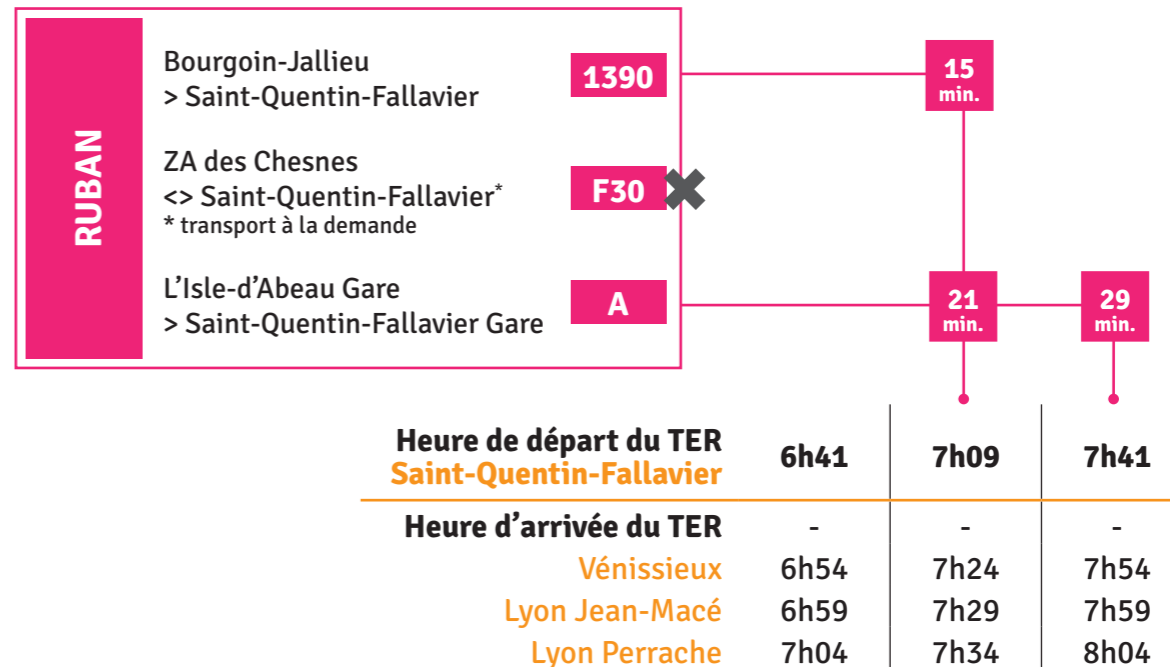 RUBAN
Bourgoin-Jallieu
> Saint-Quentin-Fallavier
1390
15
min.
ZA des Chesnes
<> Saint-Quentin-Fallavier*
* transport à la demande
F30
L'Isle-d'Abeau Gare
> Saint-Quentin-Fallavier Gare
A
21
min.
29
min.
Heure de départ du TER
Saint-Quentin-Fallavier
6h41 7h09 7h41
Heure d'arrivée du TER - - -
Vénissieux 6h54 7h24 7h54
Lyon Jean-Macé 6h59 7h29 7h59
Lyon Perrache 7h04 7h34 8h04